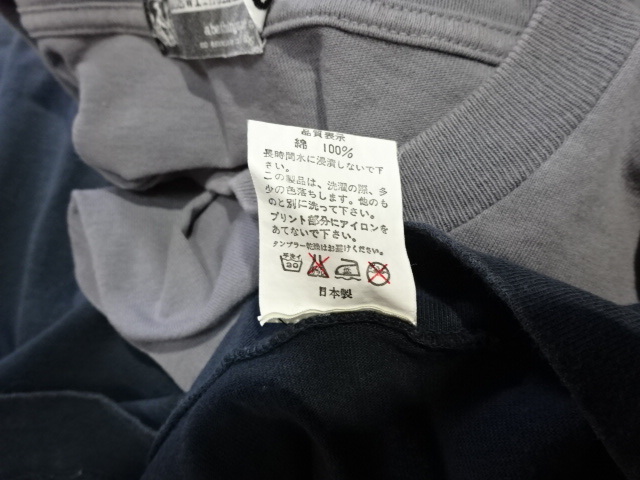 品質表示
綿 100%
長時間水に浸漬しないで下
さい。
この製品は、洗濯の際、多
少の色落ちします。他のも
のと別に洗って下さい。
プリント部分にアイロンを
あてないで下さい。
タンブラー乾燥はお避けください。
日本製